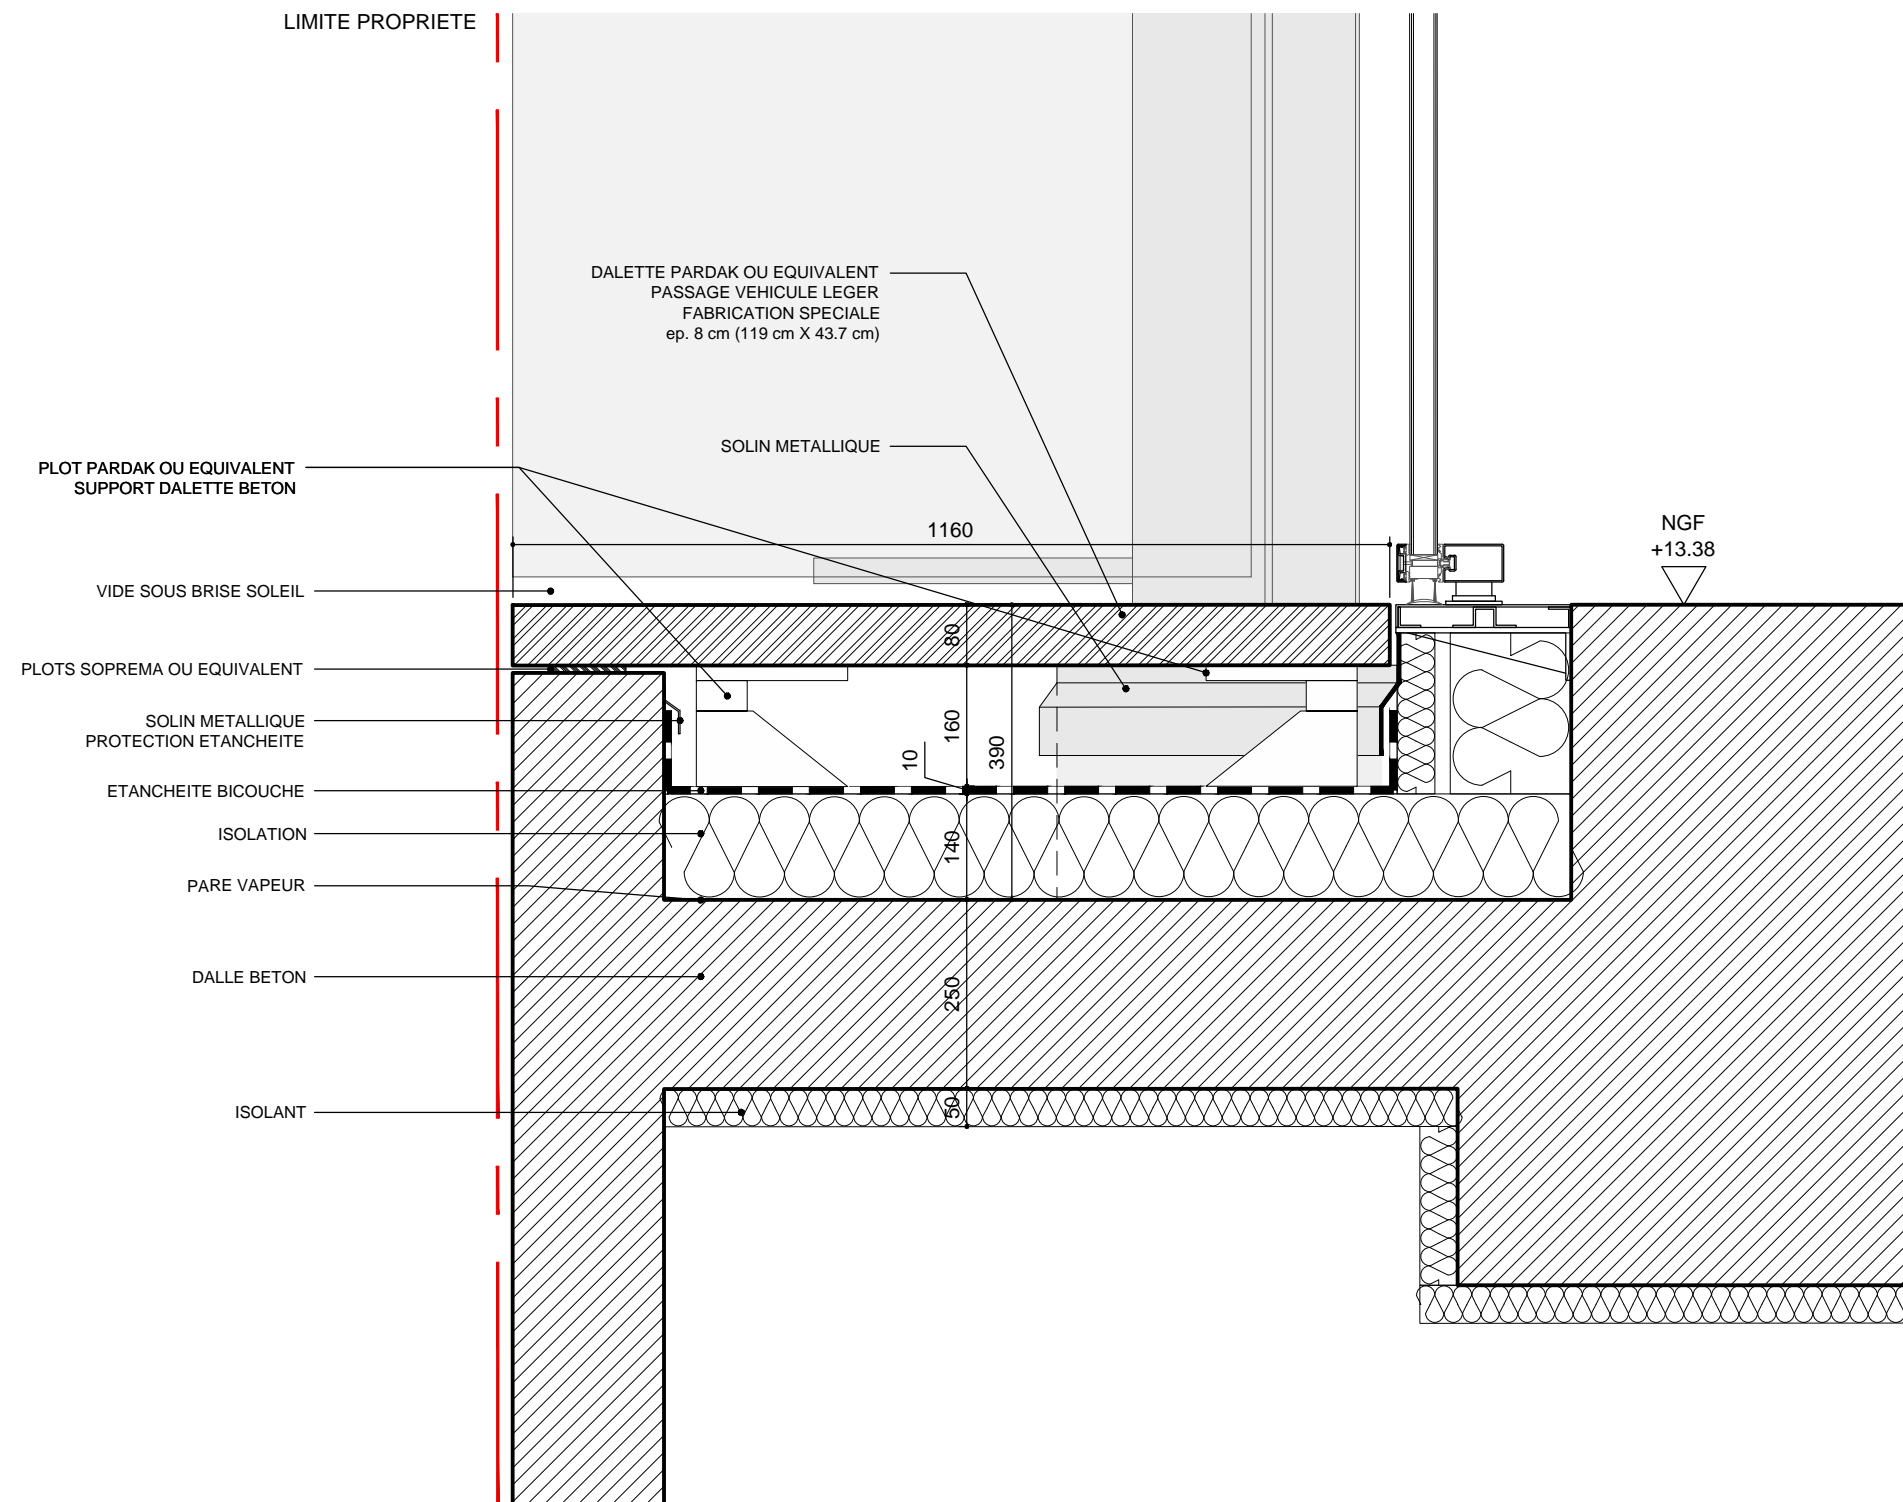 LIMITE PROPRIETE
DALETTE PARDAK OU EQUIVALENT
PASSAGE VEHICULE LEGER
FABRICATION SPECIALE
ep. 8 cm (119 cm X 43.7 cm)
SOLIN METALLIQUE
PLOT PARDAK OU EQUIVALENT
SUPPORT DALETTE BETON
1160
NGF
+13.38
VIDE SOUS BRISE SOLEIL
80
PLOTS SOPREMA OU EQUIVALENT
SOLIN METALLIQUE
PROTECTION ETANCHEITE
10
160
390
ETANCHEITE BICOUCHE
ISOLATION
140
PARE VAPEUR
DALLE BETON
250
ISOLANT
50